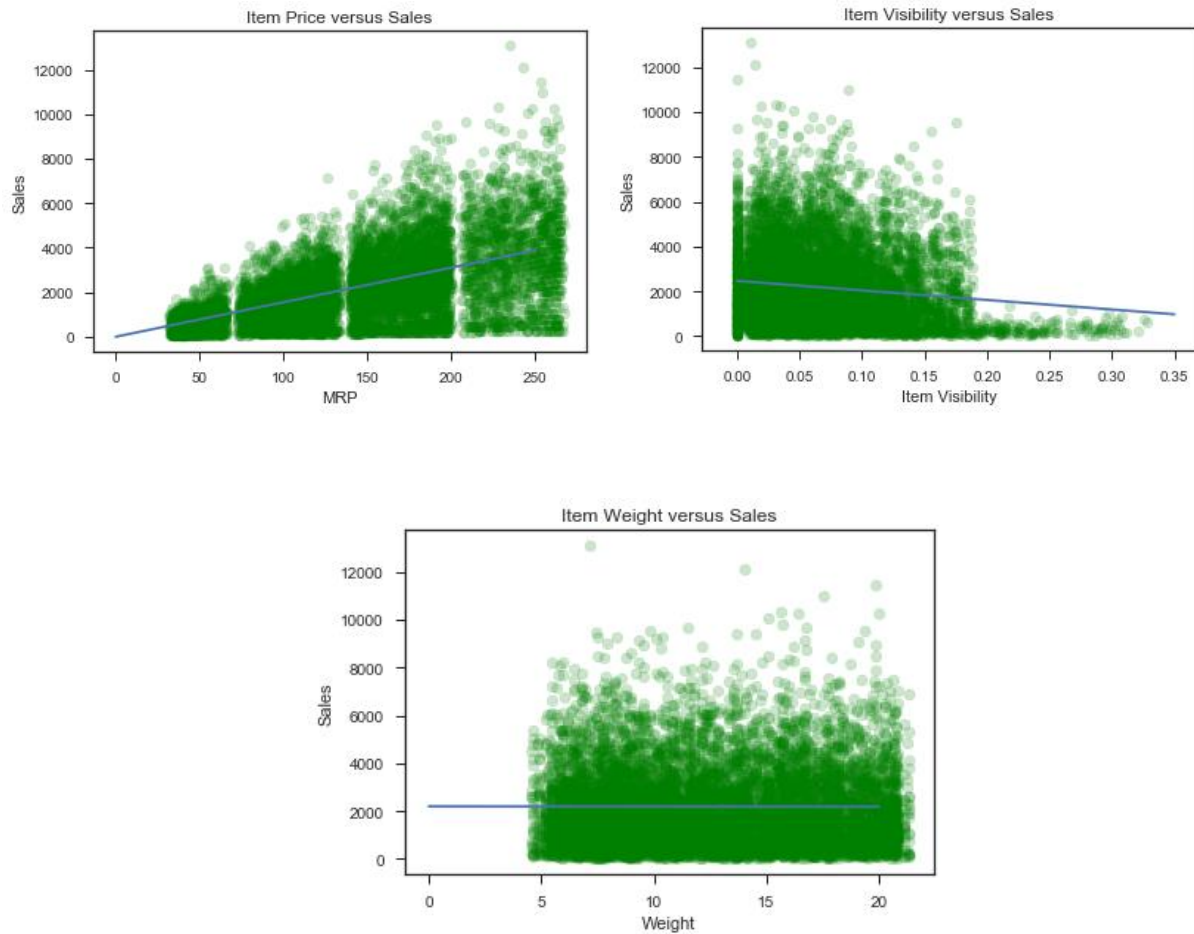 Item Price versus Sales
12000
10000
8000
6000
4000
2000
0
Sales
0 50 100 150 200 250
MRP
Item Visibility versus Sales
12000
10000
8000
6000
4000
2000
0
Sales
0.00 0.05 0.10 0.15 0.20 0.25 0.30 0.35
Item Visibility
Item Weight versus Sales
12000
10000
8000
6000
4000
2000
0
Sales
0 5 10 15 20
Weight